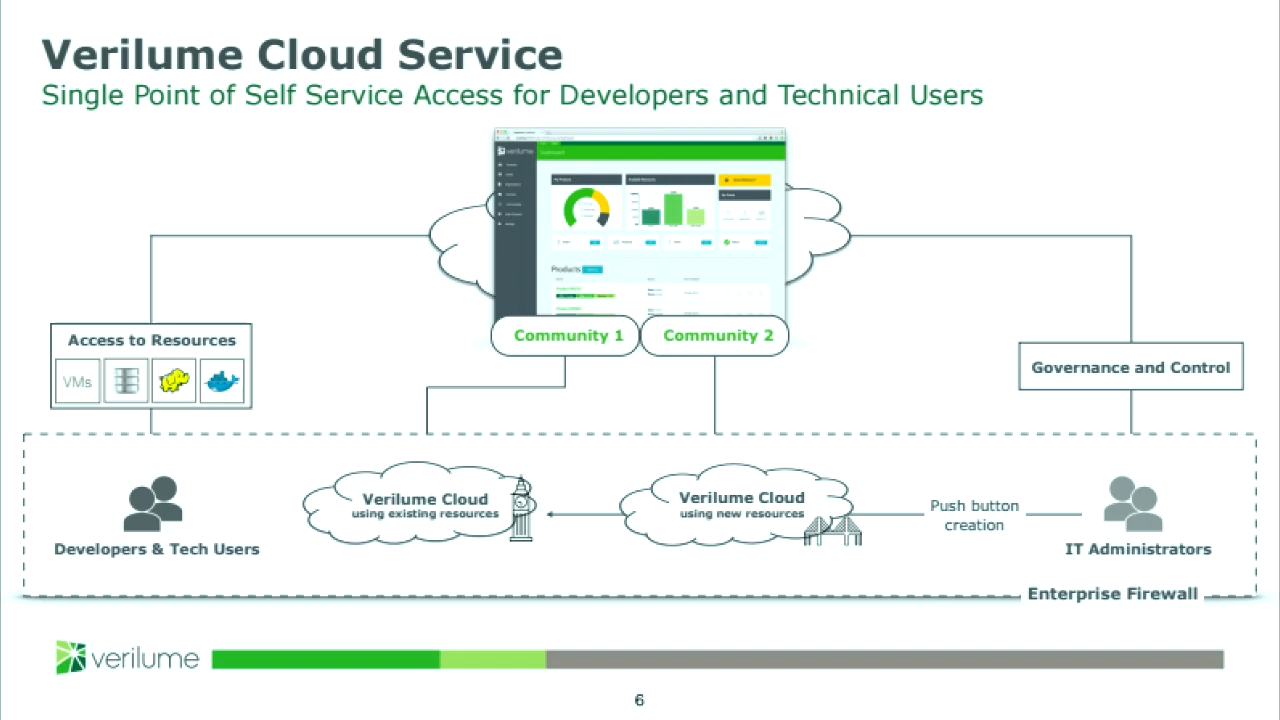 Verilume Cloud Service
Single Point of Self Service Access for Developers and Technical Users
verilume
Products
Community 1
Community 2
Access to Resources
VMs
Governance and Control
Verilume Cloud
using existing resources
Verilume Cloud
using new resources
Push button
creation
Developers & Tech Users
IT Administrators
Enterprise Firewall
verilume
6